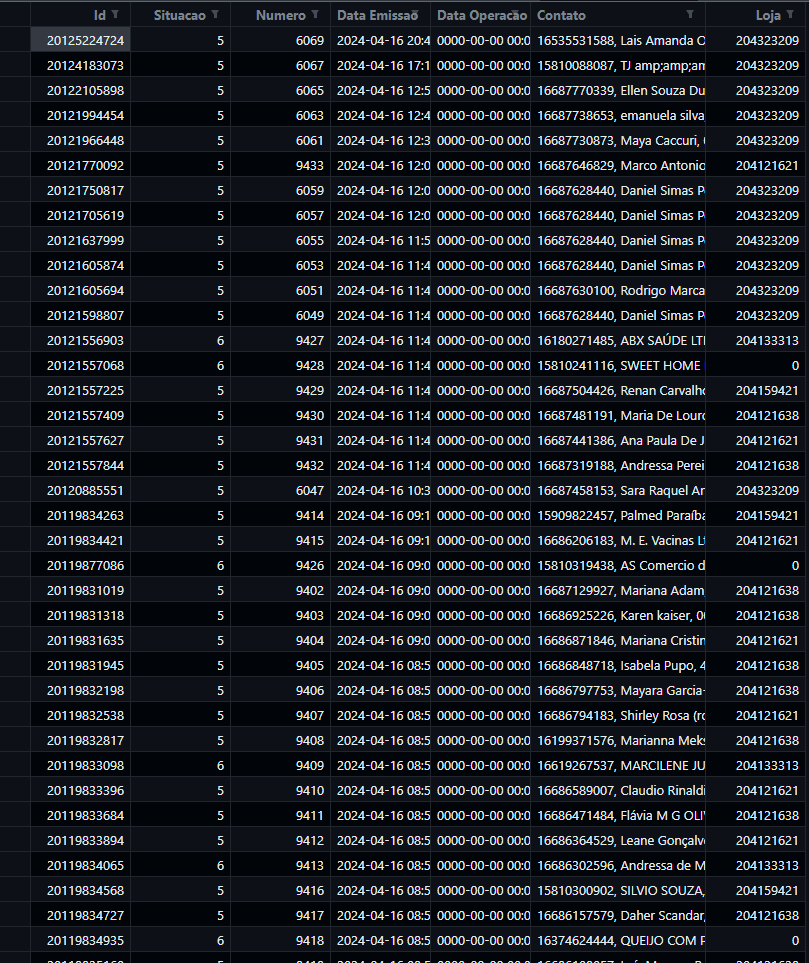 Id Situacao Numero Data Emissao Data Operacao Contato Loja
20125224724 5 6069 2024-04-16 20:4 0000-00-00 00:0 16535531588, Lais Amanda O 204323209
20124183073 5 6067 2024-04-16 17:1 0000-00-00 00:0 15810088087, TJ amp;amp;am 204323209
20122105898 5 6065 2024-04-16 12:5 0000-00-00 00:0 16687770339, Ellen Souza Du 204323209
20121994454 5 6063 2024-04-16 12:4 0000-00-00 00:0 16687738653, emanuela silva, 204323209
20121966448 5 6061 2024-04-16 12:3 0000-00-00 00:0 16687730873, Maya Caccuri, 204323209
20121770092 5 9433 2024-04-16 12:0 0000-00-00 00:0 16687646829, Marco Antonio 204121621
20121750817 5 6059 2024-04-16 12:0 0000-00-00 00:0 16687628440, Daniel Simas P 204323209
20121705619 5 6057 2024-04-16 12:0 0000-00-00 00:0 16687628440, Daniel Simas P 204323209
20121637999 5 6055 2024-04-16 11:5 0000-00-00 00:0 16687628440, Daniel Simas P 204323209
20121605874 5 6053 2024-04-16 11:4 0000-00-00 00:0 16687628440, Daniel Simas P 204323209
20121605694 5 6051 2024-04-16 11:4 0000-00-00 00:0 16687630100, Rodrigo Marca 204323209
20121598807 5 6049 2024-04-16 11:4 0000-00-00 00:0 16687628440, Daniel Simas P 204323209
20121556903 6 9427 2024-04-16 11:4 0000-00-00 00:0 16180271485, ABX SAÚDE LT 204133313
20121557068 6 9428 2024-04-16 11:4 0000-00-00 00:0 15810241116, SWEET HOME 0
20121557225 5 9429 2024-04-16 11:4 0000-00-00 00:0 16687504426, Renan Carvalho 204159421
20121557409 5 9430 2024-04-16 11:4 0000-00-00 00:0 16687481191, Maria De Lourd 204121638
20121557627 5 9431 2024-04-16 11:4 0000-00-00 00:0 16687441386, Ana Paula De J 204121621
20121557844 5 9432 2024-04-16 11:4 0000-00-00 00:0 16687319188, Andressa Perei 204121638
20120885551 5 6047 2024-04-16 10:3 0000-00-00 00:0 16687458153, Sara Raquel Ar 204323209
20119834263 5 9414 2024-04-16 09:1 0000-00-00 00:0 15909822457, Palmed Paraíba 204159421
20119834421 5 9415 2024-04-16 09:1 0000-00-00 00:0 16686206183, M. E. Vacinas Lt 204121621
20119877086 6 9426 2024-04-16 09:0 0000-00-00 00:0 15810319438, AS Comercio d 0
20119831019 5 9402 2024-04-16 09:0 0000-00-00 00:0 16687129927, Mariana Adam, 204121638
20119831318 5 9403 2024-04-16 09:0 0000-00-00 00:0 16686925226, Karen kaiser, 0 204121638
20119831635 5 9404 2024-04-16 09:0 0000-00-00 00:0 16686871846, Mariana Cristin 204121621
20119831945 5 9405 2024-04-16 08:5 0000-00-00 00:0 16686848718, Isabela Pupo, 4 204121638
20119832198 5 9406 2024-04-16 08:5 0000-00-00 00:0 16686797753, Mayara Garcia 204121638
20119832538 5 9407 2024-04-16 08:5 0000-00-00 00:0 16686794183, Shirley Rosa (ro 204121621
20119832817 5 9408 2024-04-16 08:5 0000-00-00 00:0 16199371576, Marianna Meks 204121638
20119833098 6 9409 2024-04-16 08:5 0000-00-00 00:0 16619267537, MARCILENE JU 204133313
20119833396 5 9410 2024-04-16 08:5 0000-00-00 00:0 16686589007, Claudio Rinaldi 204121621
20119833684 5 9411 2024-04-16 08:5 0000-00-00 00:0 16686471484, Flávia M G OLI 204121638
20119833894 5 9412 2024-04-16 08:5 0000-00-00 00:0 16686364529, Leane Gonçalv 204121621
20119834065 6 9413 2024-04-16 08:5 0000-00-00 00:0 16686302596, Andressa de M 204133313
20119834568 5 9416 2024-04-16 08:5 0000-00-00 00:0 15810300902, SILVIO SOUZA, 204159421
20119834727 5 9417 2024-04-16 08:5 0000-00-00 00:0 16686157579, Daher Scandar, 204121638
20119834935 6 9418 2024-04-16 08:5 0000-00-00 00:0 16374624444, QUEIJO COM P 0